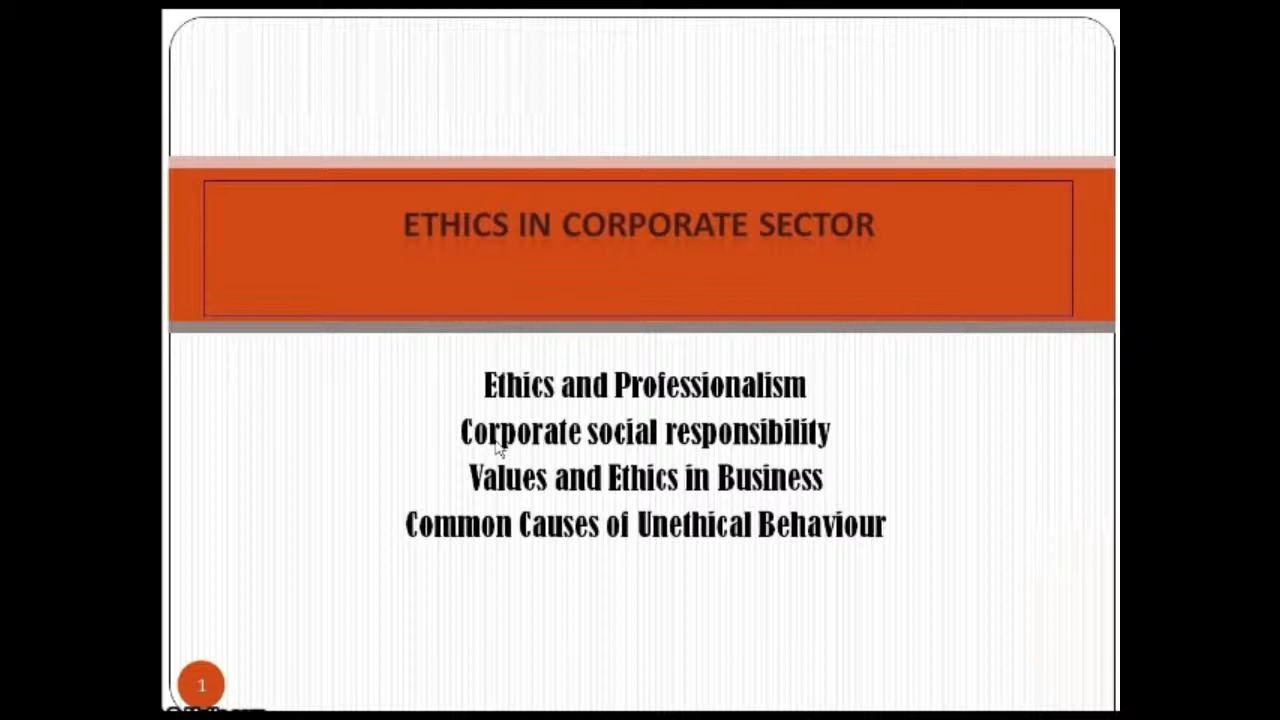 ETHICS IN CORPORATE SECTOR
Ethics and Professionalism
Corporate social responsibility
Values and Ethics in Business
Common Causes of Unethical Behaviour
1